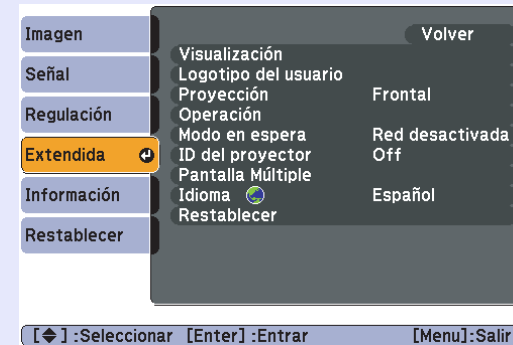 Imagen
Señal
Regulación
Extendida
Información
Restablecer
Volver
Visualización
Logotipo del usuario
Proyección Frontal
Operación
Modo en espera Red desactivada
ID del proyector Off
Pantalla Múltiple
Idioma Español
Restablecer
[ ] :Seleccionar [Enter] :Entrar [Menu]:Salir